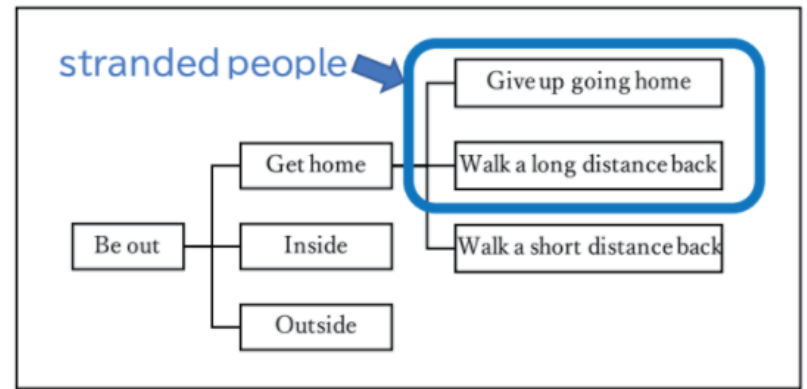 stranded people
Give up going home
Get home
Walk a long distance back
Be out
Inside
Walk a short distance back
Outside